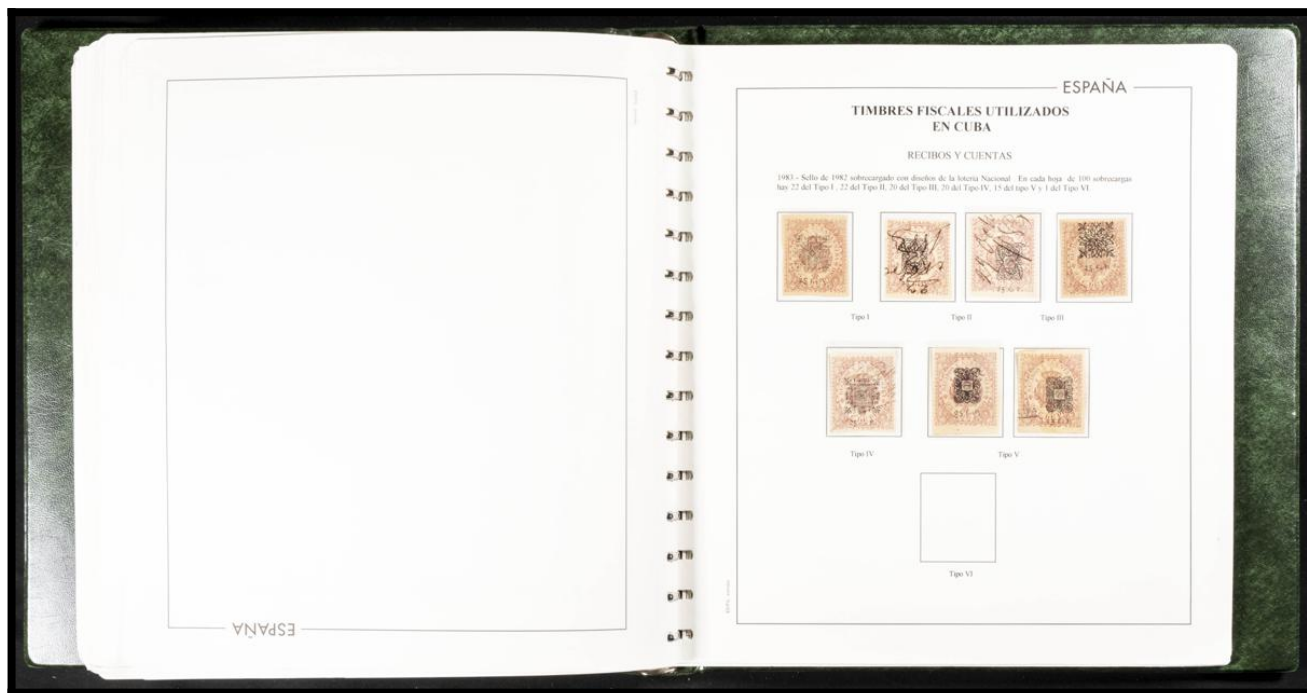 ESPAÑA
ESPAÑA
TIMBRES FISCALES UTILIZADOS
EN CUBA
RECIBOS Y CUENTAS
1983 - Sello de 1982 sobrecargado con diseños de la lotería Nacional. En cada hoja de 100 sobrecargas
hay 22 del Tipo I, 22 del Tipo II, 20 del Tipo III, 20 del Tipo IV, 15 del tipo V y 1 del Tipo VI.
Tipo I
Tipo II
Tipo III
Tipo IV
Tipo V
Tipo VI